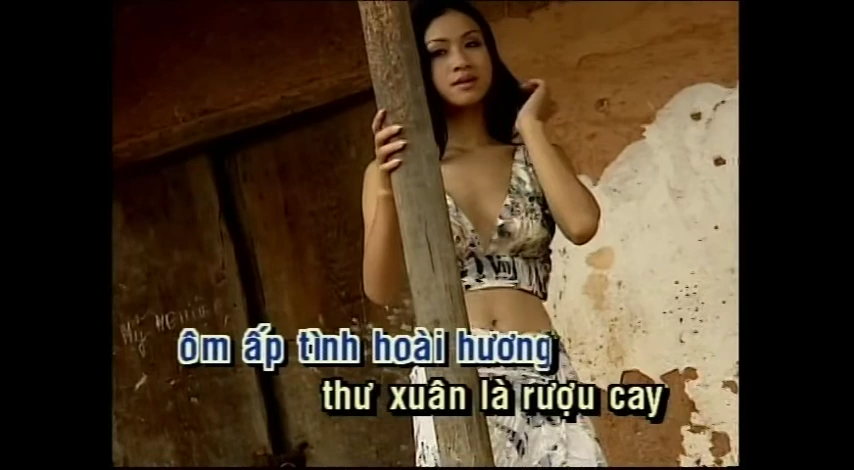 ôm ấp tình hoài hương
thư xuân là rượu cay